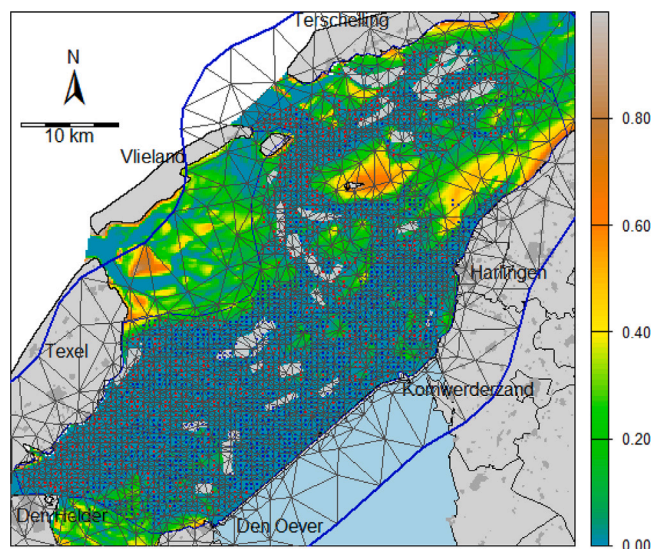 Terschelling
N
10 km
Vlieland
0.80
0.60
Harlingen
0.40
Texel
Kornwerderzand
0.20
Den Helder
Den Oever
0.00